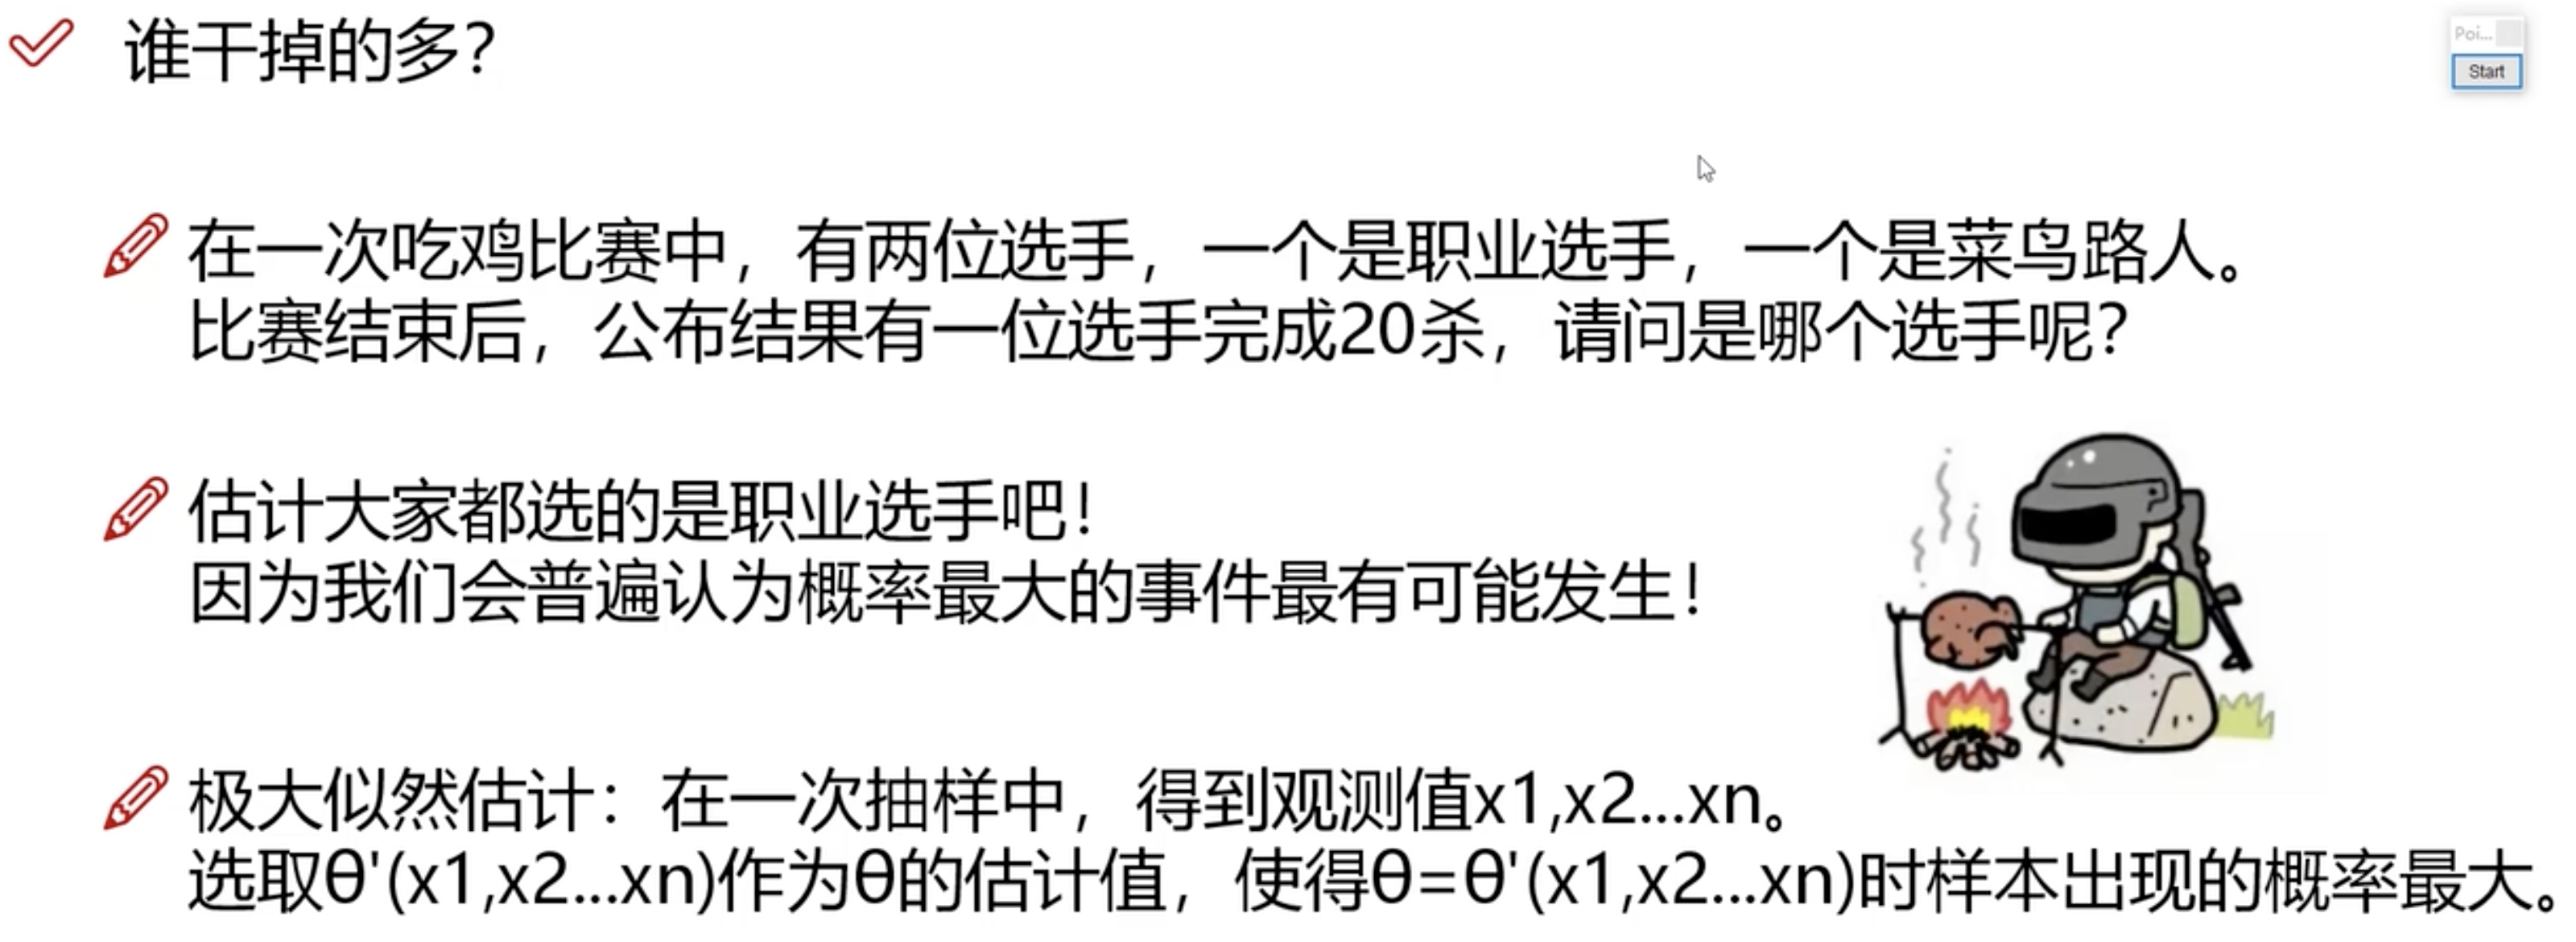 谁干掉的多？
Poi...
Start
在一次吃鸡比赛中，有两位选手，一个是职业选手，一个是菜鸟路人。
比赛结束后，公布结果有一位选手完成20杀，请问是哪个选手呢？
估计大家都选的是职业选手吧！
因为我们会普遍认为概率最大的事件最有可能发生！
极大似然估计：在一次抽样中，得到观测值x1,x2...xn。
选取θ'(x1,x2...xn)作为θ的估计值，使得θ=θ'(x1,x2...xn)时样本出现的概率最大。